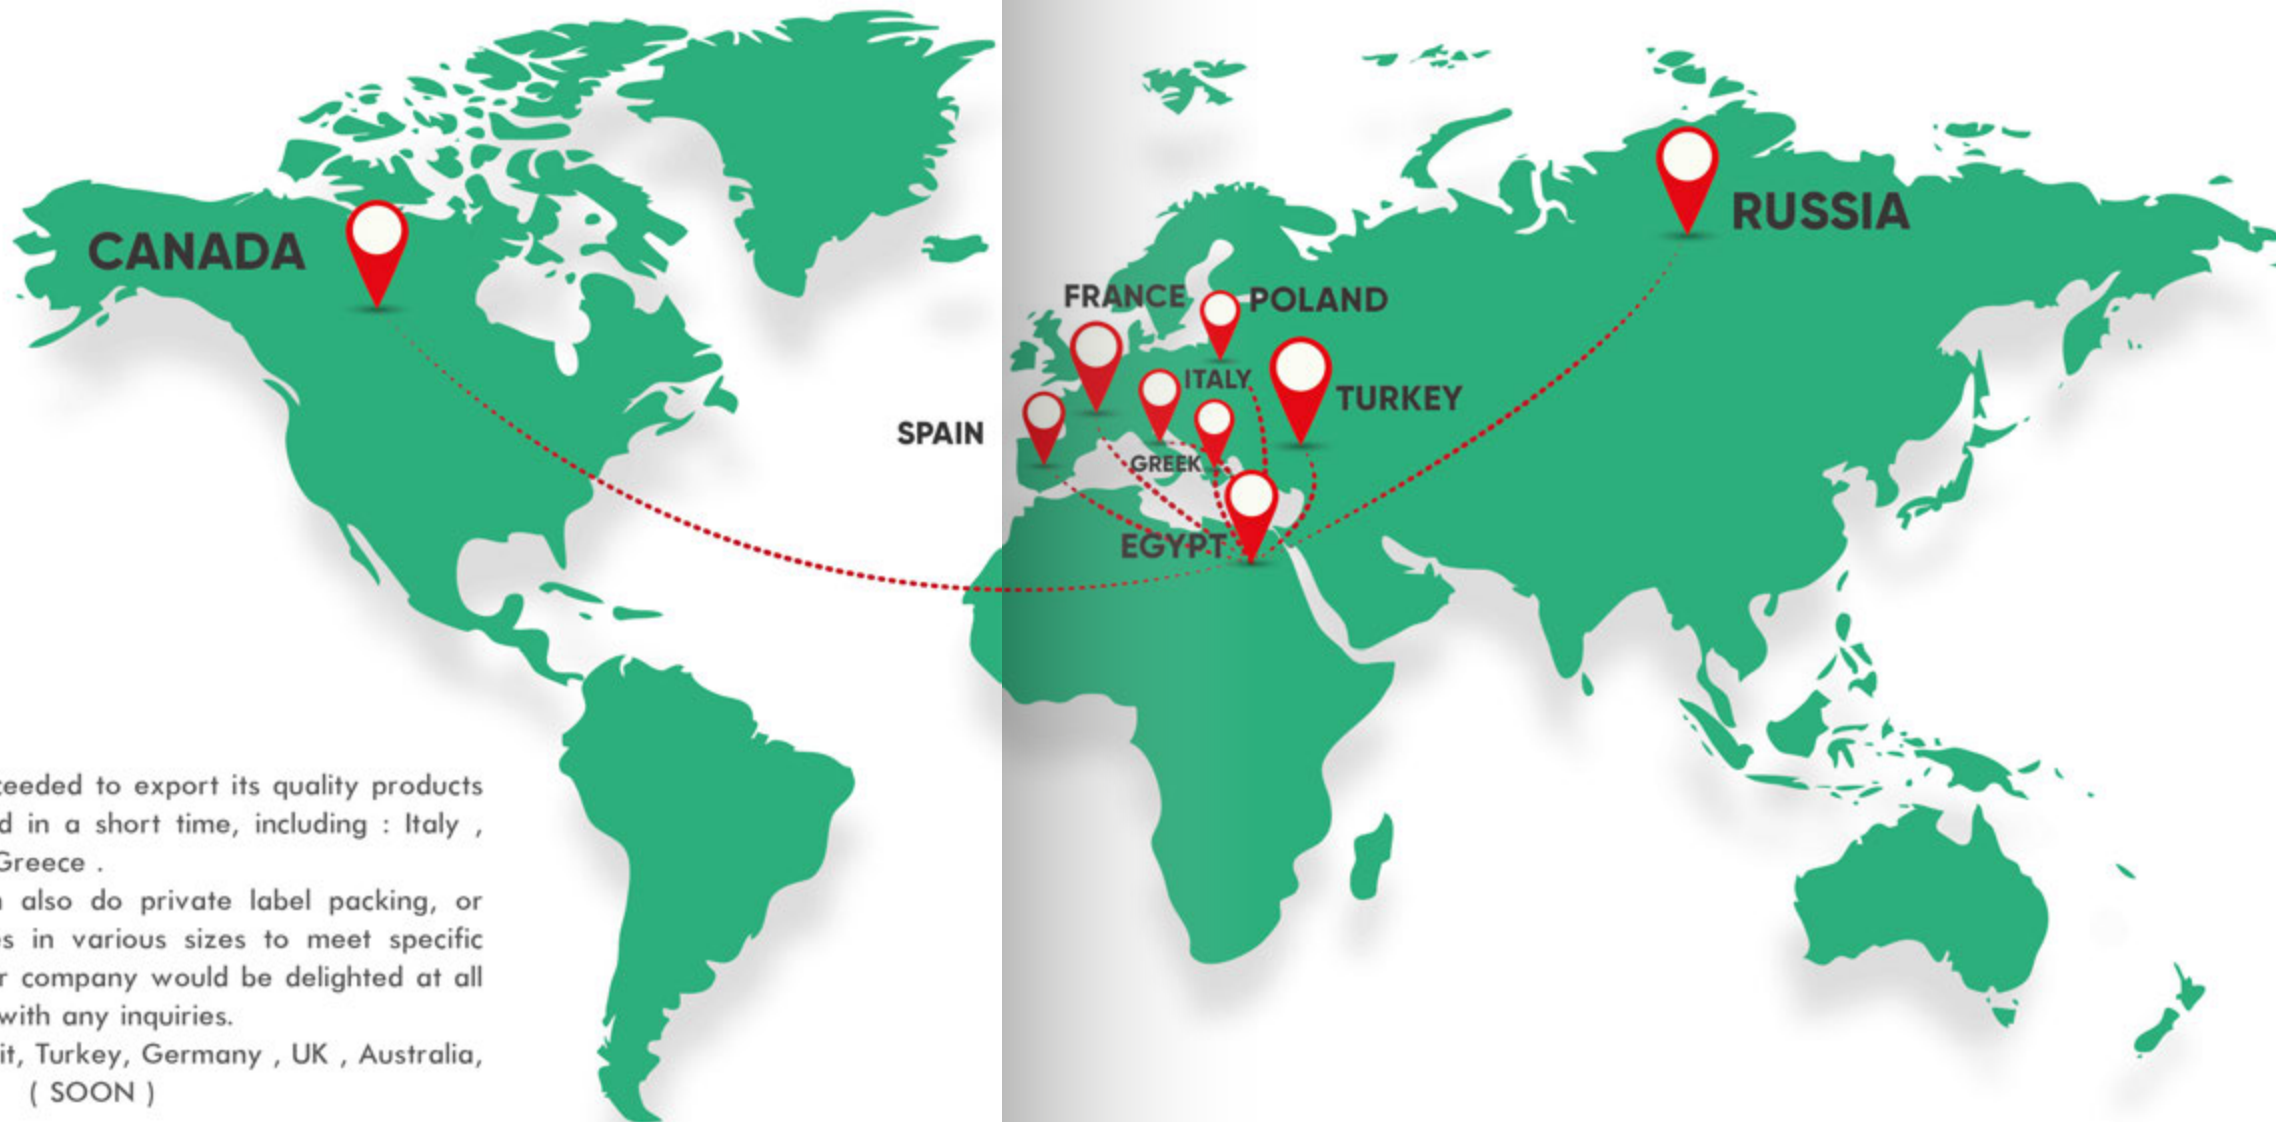 CANADA
RUSSIA
FRANCE
POLAND
ITALY
TURKEY
SPAIN
GREEK
EGYPT
to export its quality products
in a short time, including : Italy ,
Greece .
also do private label packing, or
in various sizes to meet specific
company would be delighted at all
with any inquiries.
Turkey, Germany , UK , Australia,
( SOON )